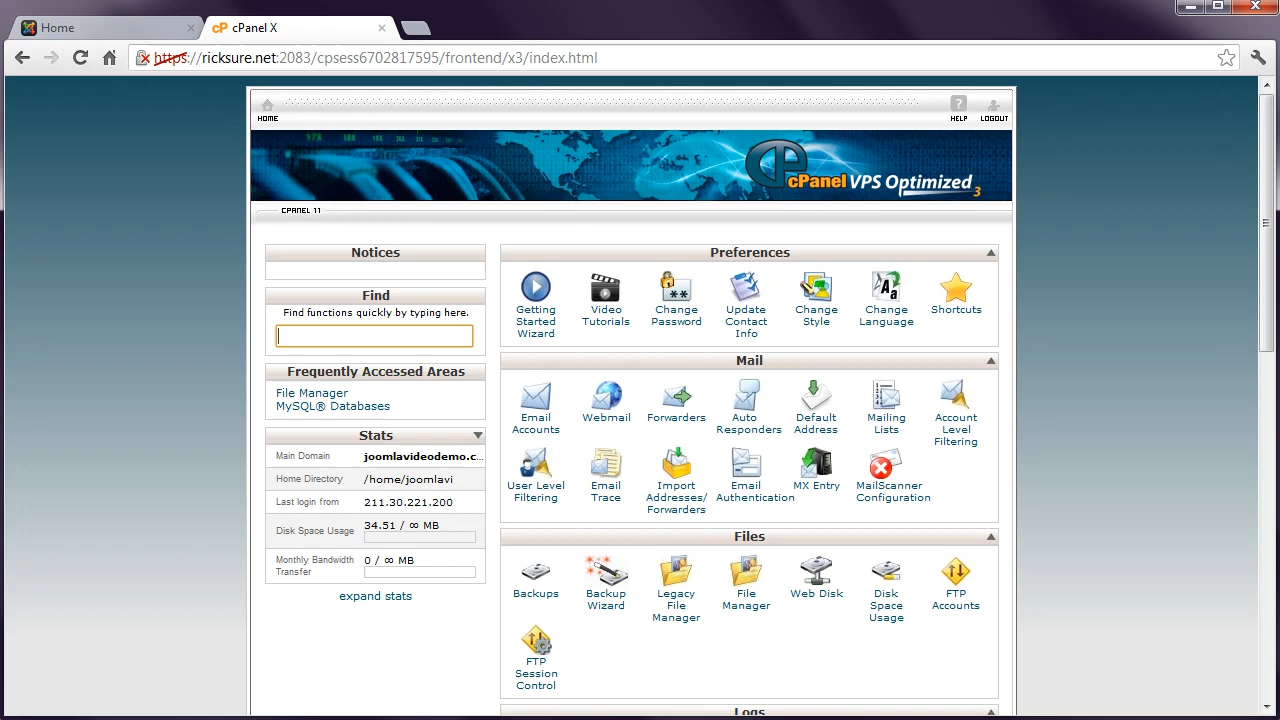 Home
cPanel X
https://ricksure.net:2083/cpsess6702817595/frontend/x3/index.html
HOME
HELP
LOGOUT
cPanel VPS Optimized 3
CPANEL 11
Notices
Find
Find functions quickly by typing here.
Frequently Accessed Areas
File Manager
MySQL® Databases
Stats
Main Domain joomlavideodemo.c...
Home Directory /home/joomlavi
Last login from 211.30.221.200
Disk Space Usage 34.51 / ∞ MB
Monthly Bandwidth
Transfer
0 / ∞ MB
expand stats
Preferences
Getting
Started
Wizard
Video
Tutorials
Change
Password
Update
Contact
Info
Change
Style
Change
Language
Shortcuts
Mail
Email
Accounts
Webmail
Forwarders
Auto
Responders
Default
Address
Mailing
Lists
Account
Level
Filtering
User Level
Filtering
Email
Trace
Import
Addresses/
Forwarders
Email
Authentication
MX Entry
MailScanner
Configuration
Files
Backups
Backup
Wizard
Legacy
File
Manager
File
Manager
Web Disk
Disk
Space
Usage
FTP
Accounts
FTP
Session
Control
Logs